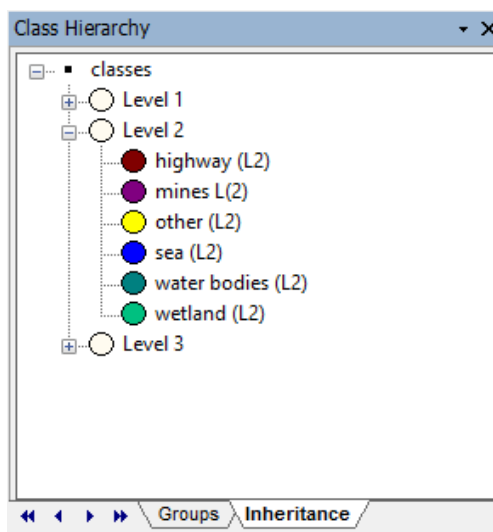 Class Hierarchy
classes
Level 1
Level 2
highway (L2)
mines L(2)
other (L2)
sea (L2)
water bodies (L2)
wetland (L2)
Level 3
Groups Inheritance